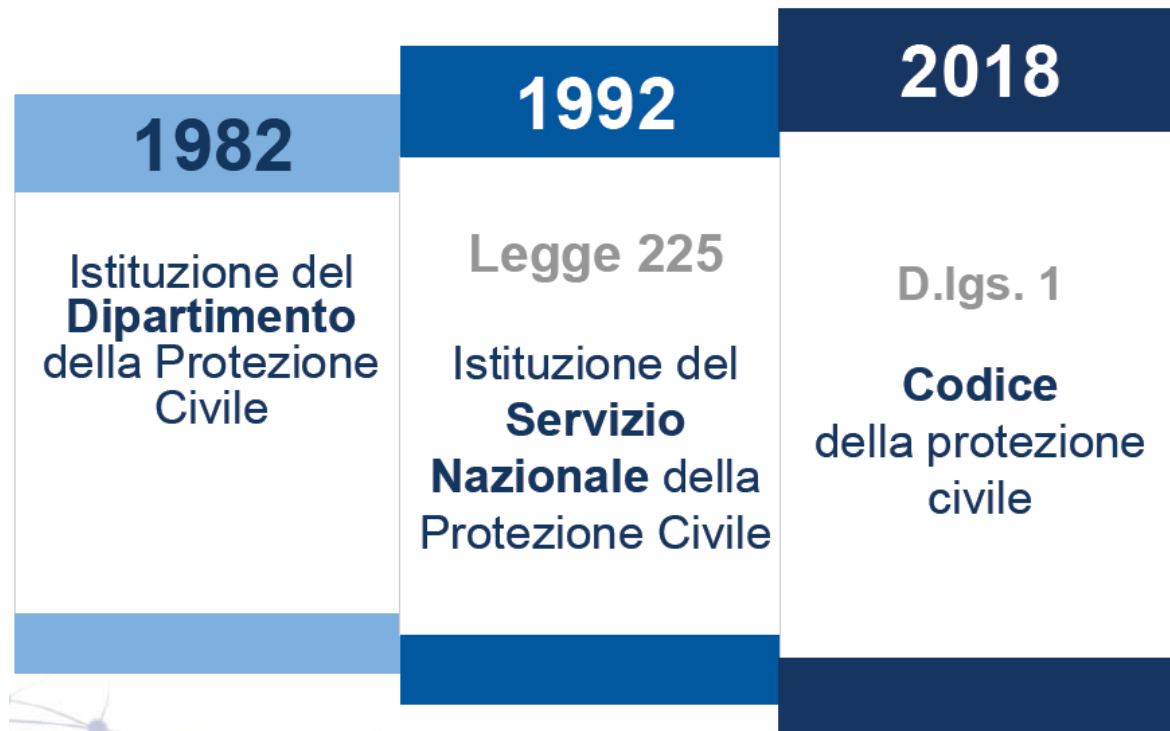 1982
Istituzione del
Dipartimento
della Protezione
Civile
1992
Legge 225
Istituzione del
Servizio
Nazionale della
Protezione Civile
2018
D.lgs. 1
Codice
della protezione
civile